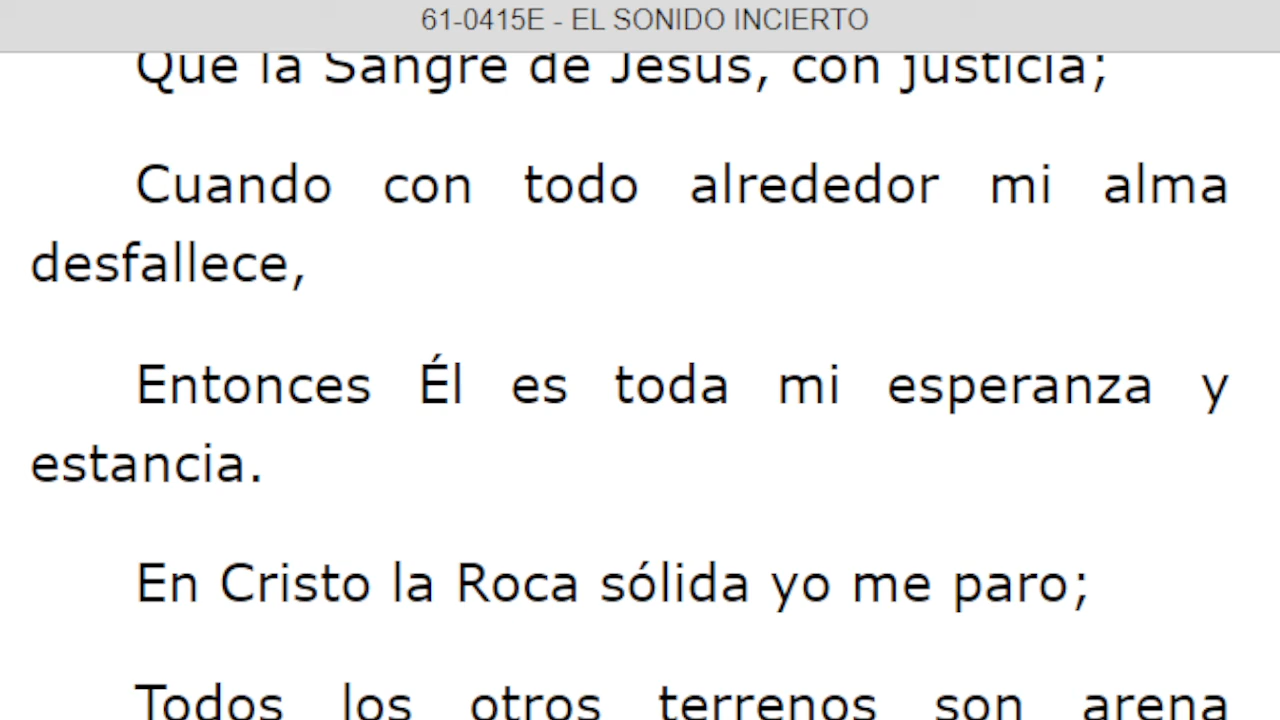 61-0415E - EL SONIDO INCIERTO
Que la Sangre de Jesús, con justicia;
Cuando con todo alrededor mi alma
desfallece,
Entonces Él es toda mi esperanza y
estancia.
En Cristo la Roca sólida yo me paro;
Todos los otros terrenos son arena